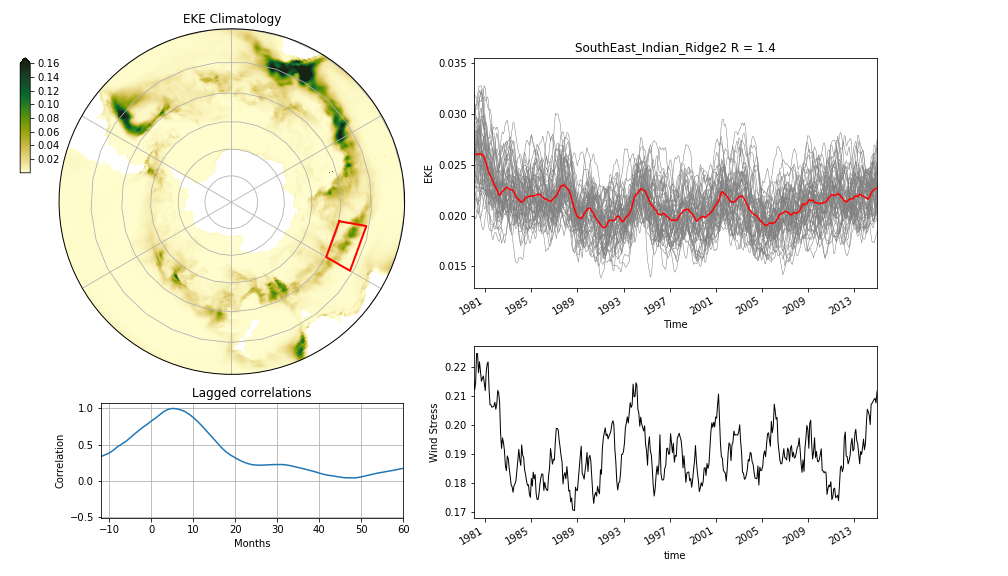 EKE Climatology
0.16
0.14
0.12
0.10
0.08
0.06
0.04
0.02
SouthEast_Indian_Ridge2 R = 1.4
EKE
0.035
0.030
0.025
0.020
0.015
1981 1985 1989 1993 1997 2001 2005 2009 2013
Time
Lagged correlations
Correlation
1.0
0.5
0.0
−0.5
−10 0 10 20 30 40 50 60
Months
Wind Stress
0.22
0.21
0.20
0.19
0.18
0.17
1981 1985 1989 1993 1997 2001 2005 2009 2013
time